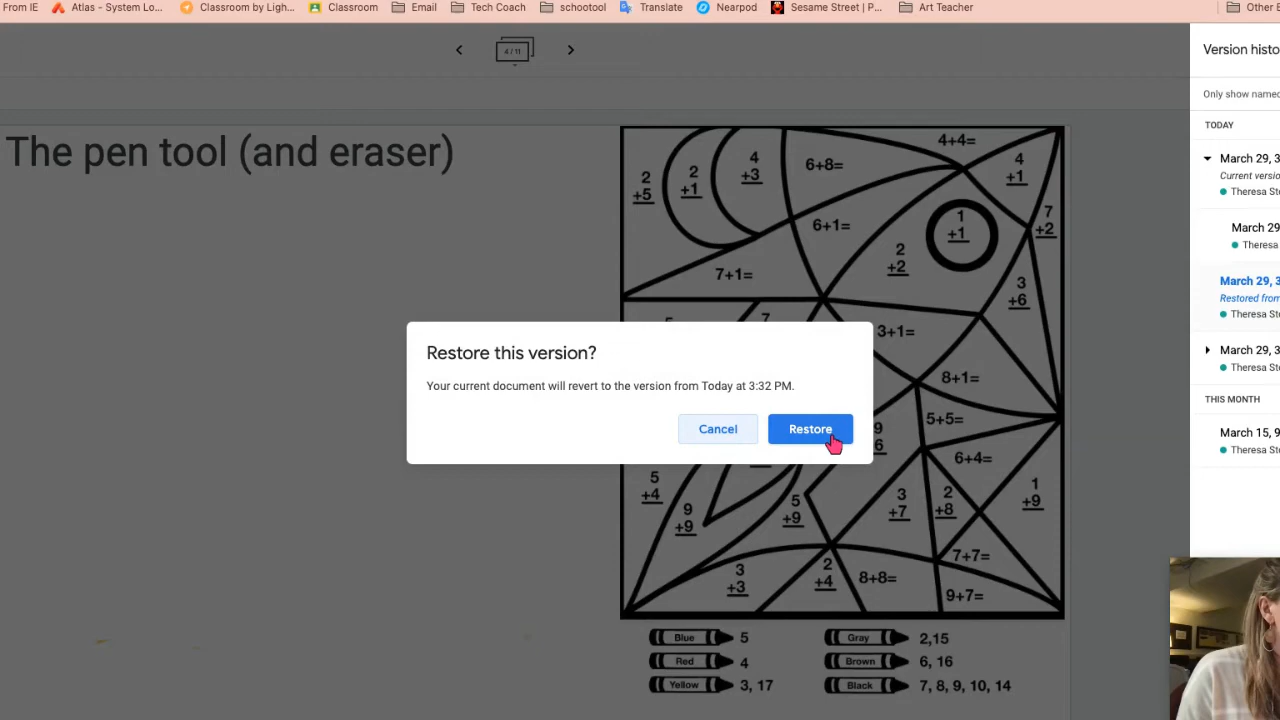 From IE Atlas - System Lo... Classroom by Ligh... Classroom Email Tech Coach schootool Translate Nearpod Sesame Street | P... Art Teacher Other
4 / 11
Version histo
Only show named
TODAY
March 29, 3
Current versio
Theresa Ste
March 29
Theresa
March 29, 3
Restored from
Theresa Ste
March 29, 3
Theresa Ste
THIS MONTH
March 15, 9
Theresa Ste
The pen tool (and eraser)
4+4=
2
+5
2
+1
4
+3
6+8=
4
+1
7
+2
1
+1
6+1=
2
+2
7+1=
3
+6
3+1=
8+1=
5+5=
6+4=
5
+4
9
+9
5
+9
3
+7
2
+8
1
+9
7+7=
3
+3
2
+4
8+8=
9+7=
Restore this version?
Your current document will revert to the version from Today at 3:32 PM.
Cancel Restore
Blue 5
Gray 2,15
Red 4
Brown 6, 16
Yellow 3, 17
Black 7, 8, 9, 10, 14